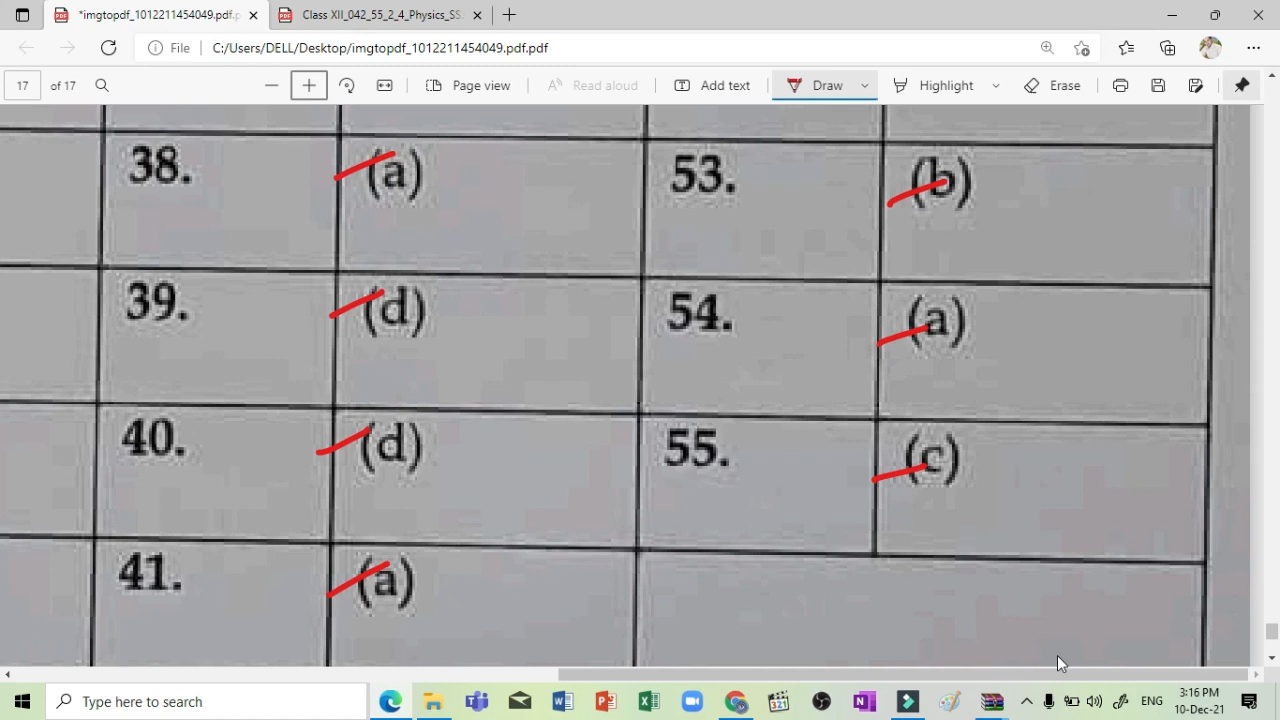 *imgtopdf_1012211454049.pdf.p
Class XII_042_55_2_4_Physics_SS.
File
C:/Users/DELL/Desktop/imgtopdf_1012211454049.pdf.pdf
17 of 17
Page view
Read aloud
Add text
Draw
Highlight
Erase
38. (a) 53. (b)
39. (d) 54. (a)
40. (d) 55. (c)
41. (a)
Type here to search
321
ENG
3:16 PM
10-Dec-21